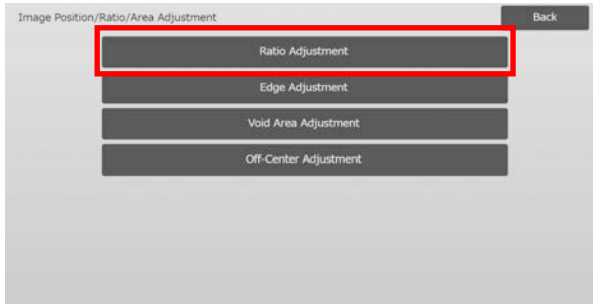 Image Position/Ratio/Area Adjustment
Back
Ratio Adjustment
Edge Adjustment
Void Area Adjustment
Off-Center Adjustment